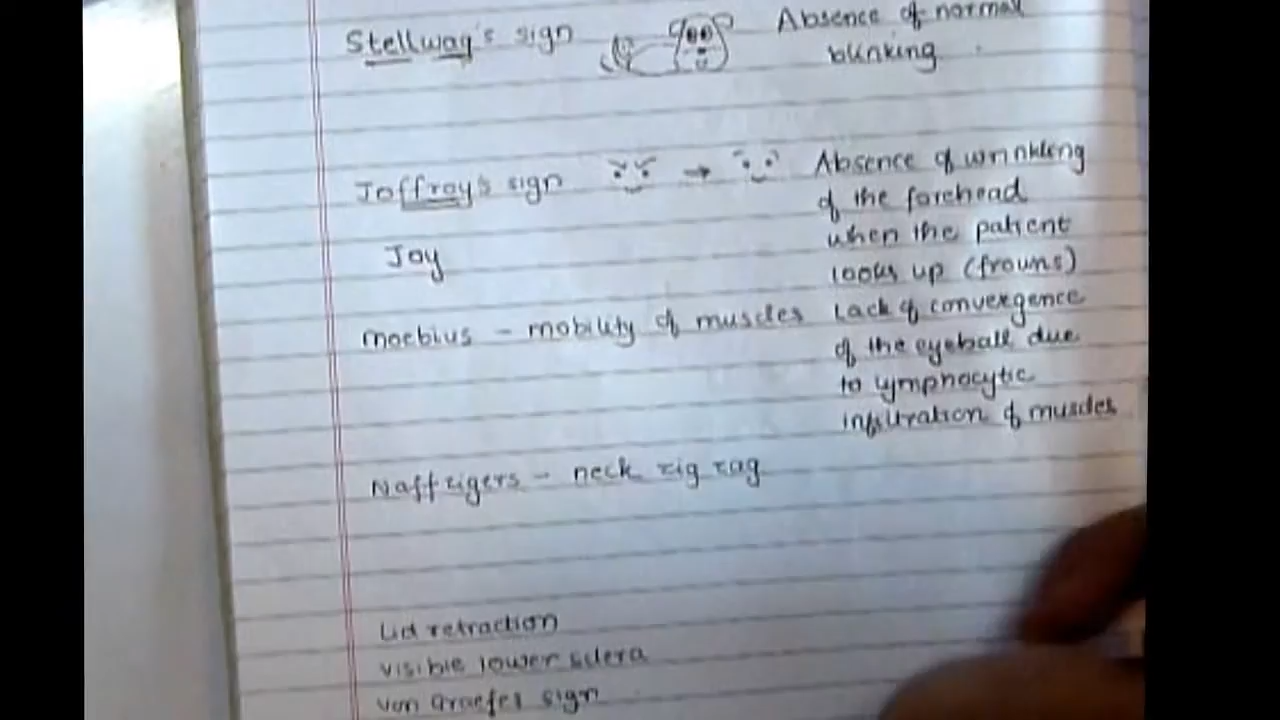 Stellwag's sign Absence of normal
blinking
Joffroy's sign → Absence of wrinkling
of the forehead
when the patient
Joy
looks up (frowns)
Moebius - mobility of muscles Lack of convergence
of the eyeball due
to lymphocytic
infiltration of muscles
Naffzigers - neck zig zag
Lid retraction
visible lower sclera
Von Graefes sign